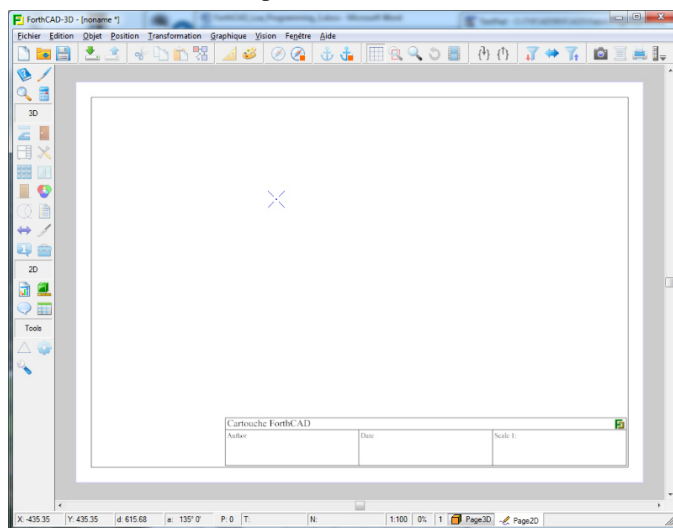 ForthCAD-3D - [noname *]
Fichier Edition Objet Position Transformation Graphique Vision Fenêtre Aide
3D
2D
Tools
Cartouche ForthCAD
Author Date Scale 1:
X: -435.35 Y: 435.35 d: 615.68 a: 135° 0' P: 0 T: N: 1:100 0% 1 Page3D Page2D